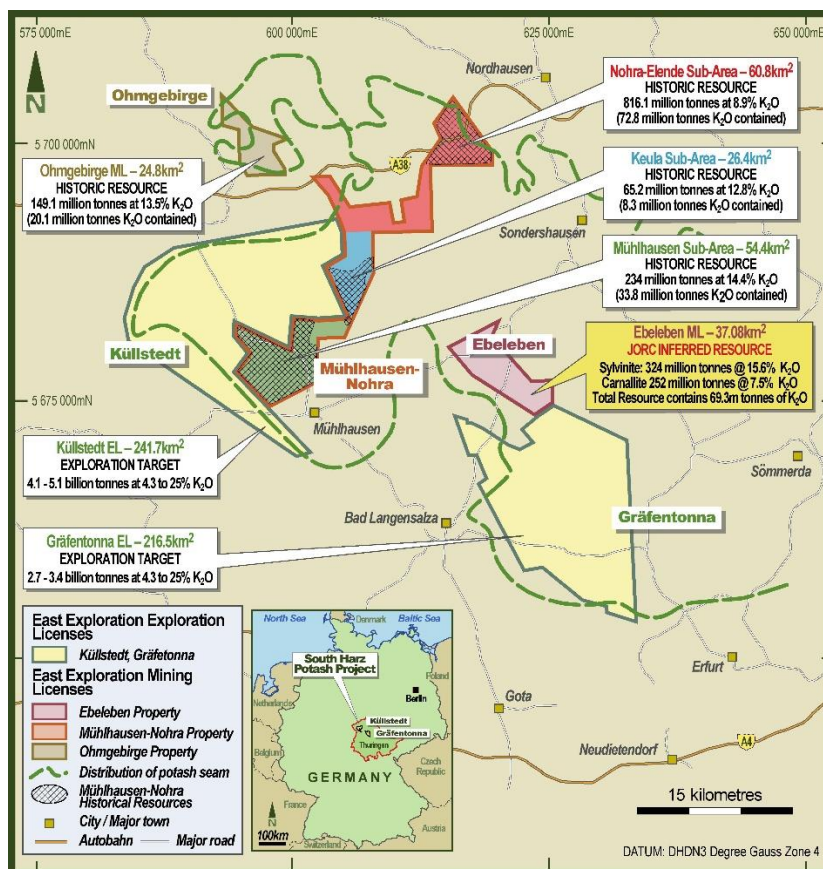 575 000mE
600 000mE
625 000mE
650 000mE
N
Nordhausen
Ohmgebirge
Nohra-Elende Sub-Area – 60.8km²
HISTORIC RESOURCE
816.1 million tonnes at 8.9% K₂O
(72.8 million tonnes K₂O contained)
5 700 000mN
A38
Ohmgebirge ML – 24.8km²
HISTORIC RESOURCE
149.1 million tonnes at 13.5% K₂O
(20.1 million tonnes K₂O contained)
Keula Sub-Area – 26.4km²
HISTORIC RESOURCE
65.2 million tonnes at 12.8% K₂O
(8.3 million tonnes K₂O contained)
Sondershausen
Mühlhausen Sub-Area – 54.4km²
HISTORIC RESOURCE
234 million tonnes at 14.4% K₂O
(33.8 million tonnes K2O contained)
Küllstedt
Mühlhausen-
Nohra
Ebeleben
Ebeleben ML – 37.08km²
JORC INFERRED RESOURCE
Sylvinite: 324 million tonnes @ 15.6% K₂O
Carnallite 252 million tonnes @ 7.5% K₂O
Total Resource contains 69.3m tonnes of K₂O
5 675 000mN
Mühlhausen
Küllstedt EL – 241.7km²
EXPLORATION TARGET
4.1 - 5.1 billion tonnes at 4.3 to 25% K₂O
Sömmerda
Bad Langensalza
Gräfentonna
Gräfentonna EL – 216.5km²
EXPLORATION TARGET
2.7 - 3.4 billion tonnes at 4.3 to 25% K₂O
East Exploration Exploration
Licenses
Küllstedt, Gräfetonna
East Exploration Mining
Licenses
Ebeleben Property
Mühlhausen-Nohra Property
Ohmgebirge Property
Distribution of potash seam
Mühlhausen-Nohra
Historical Resources
City / Major town
Autobahn
Major road
North Sea
Denmark
Baltic Sea
South Harz
Potash Project
Poland
Berlin
Netherlands
Küllstedt
Gräfentonna
Thuringen
Belgium
GERMANY
Czech
Republic
France
N
100km
Austria
Switzerland
Erfurt
Gota
Neudietendorf
A4
15 kilometres
DATUM: DHDN3 Degree Gauss Zone 4